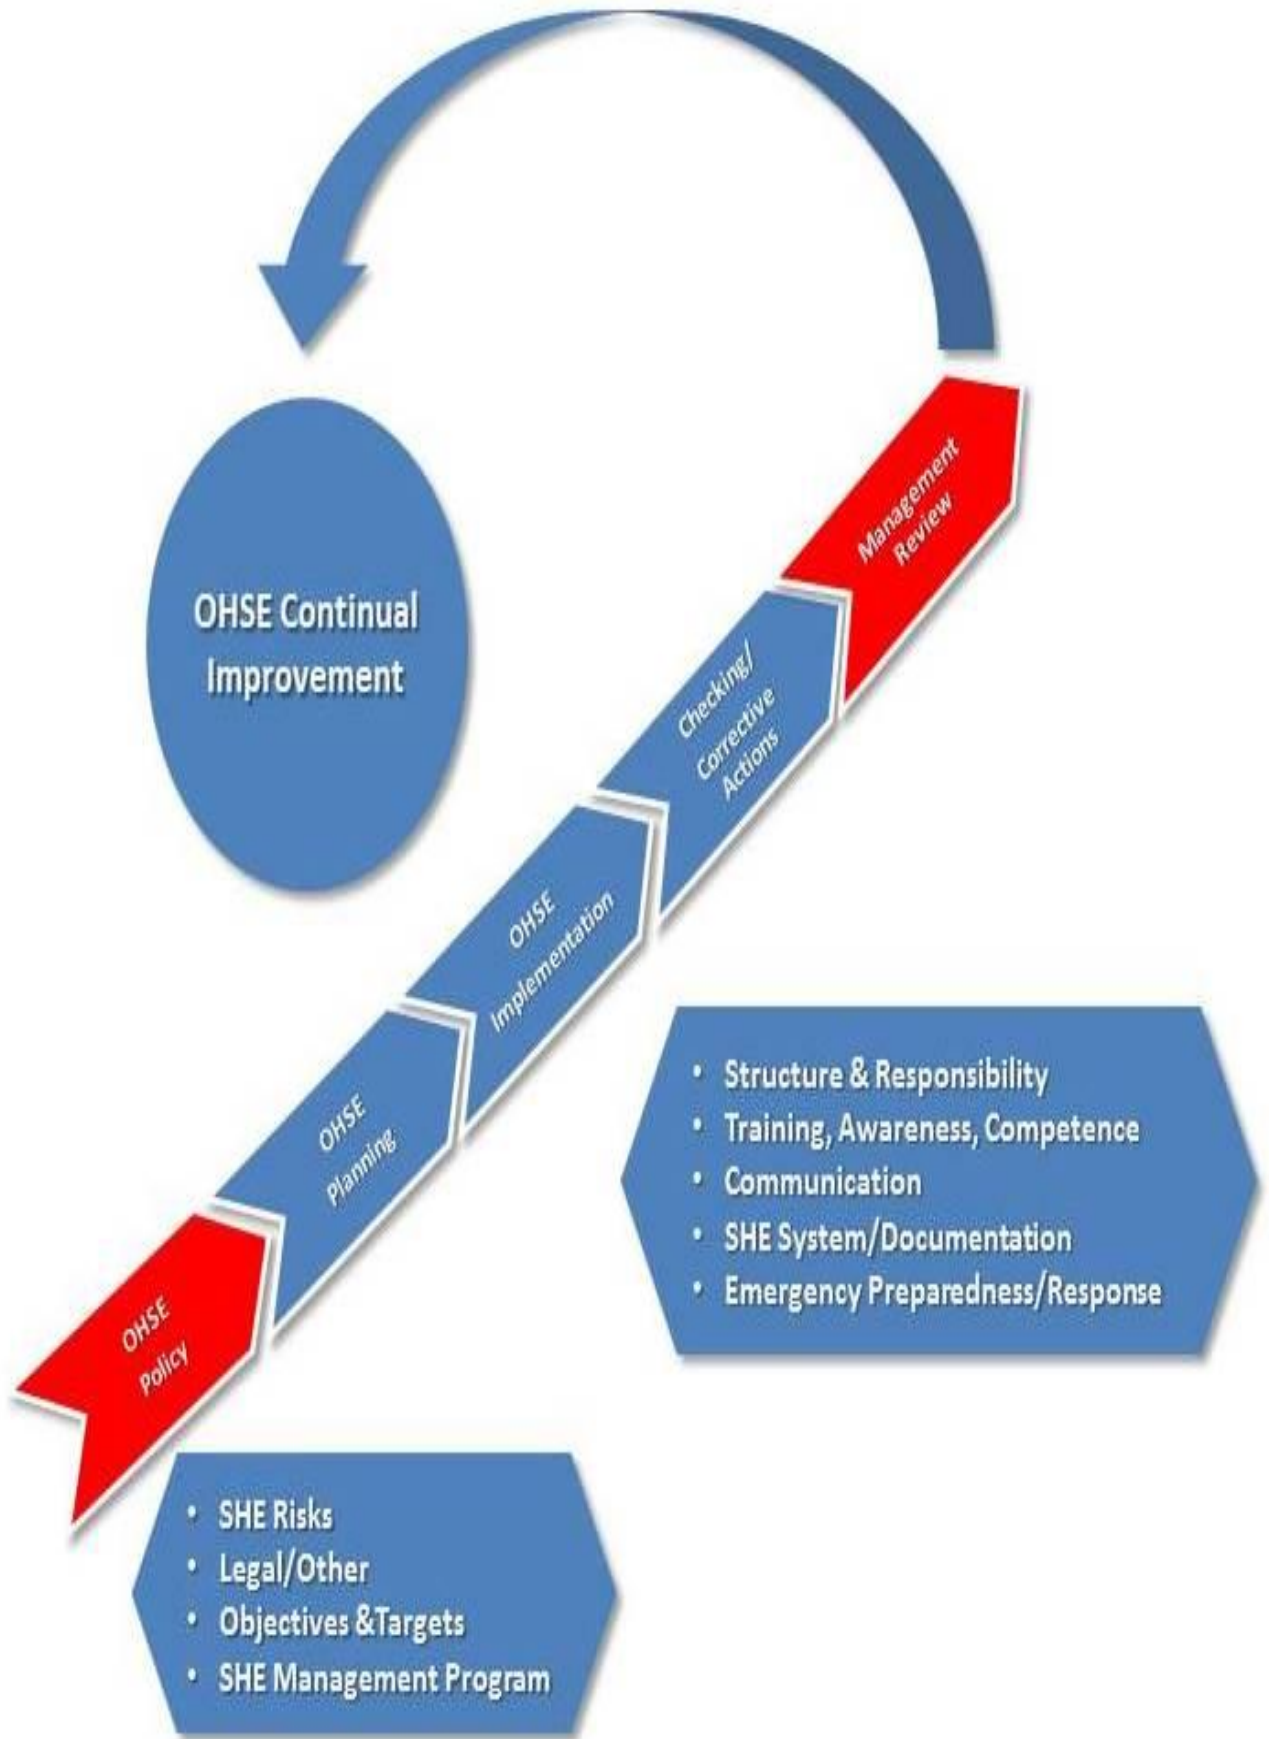 OHSE Continual
Improvement
Management
Review
Checking/
Corrective
Actions
OHSE
Implementation
OHSE
Planning
OHSE
Policy
• Structure & Responsibility
• Training, Awareness, Competence
• Communication
• SHE System/Documentation
• Emergency Preparedness/Response
• SHE Risks
• Legal/Other
• Objectives &Targets
• SHE Management Program